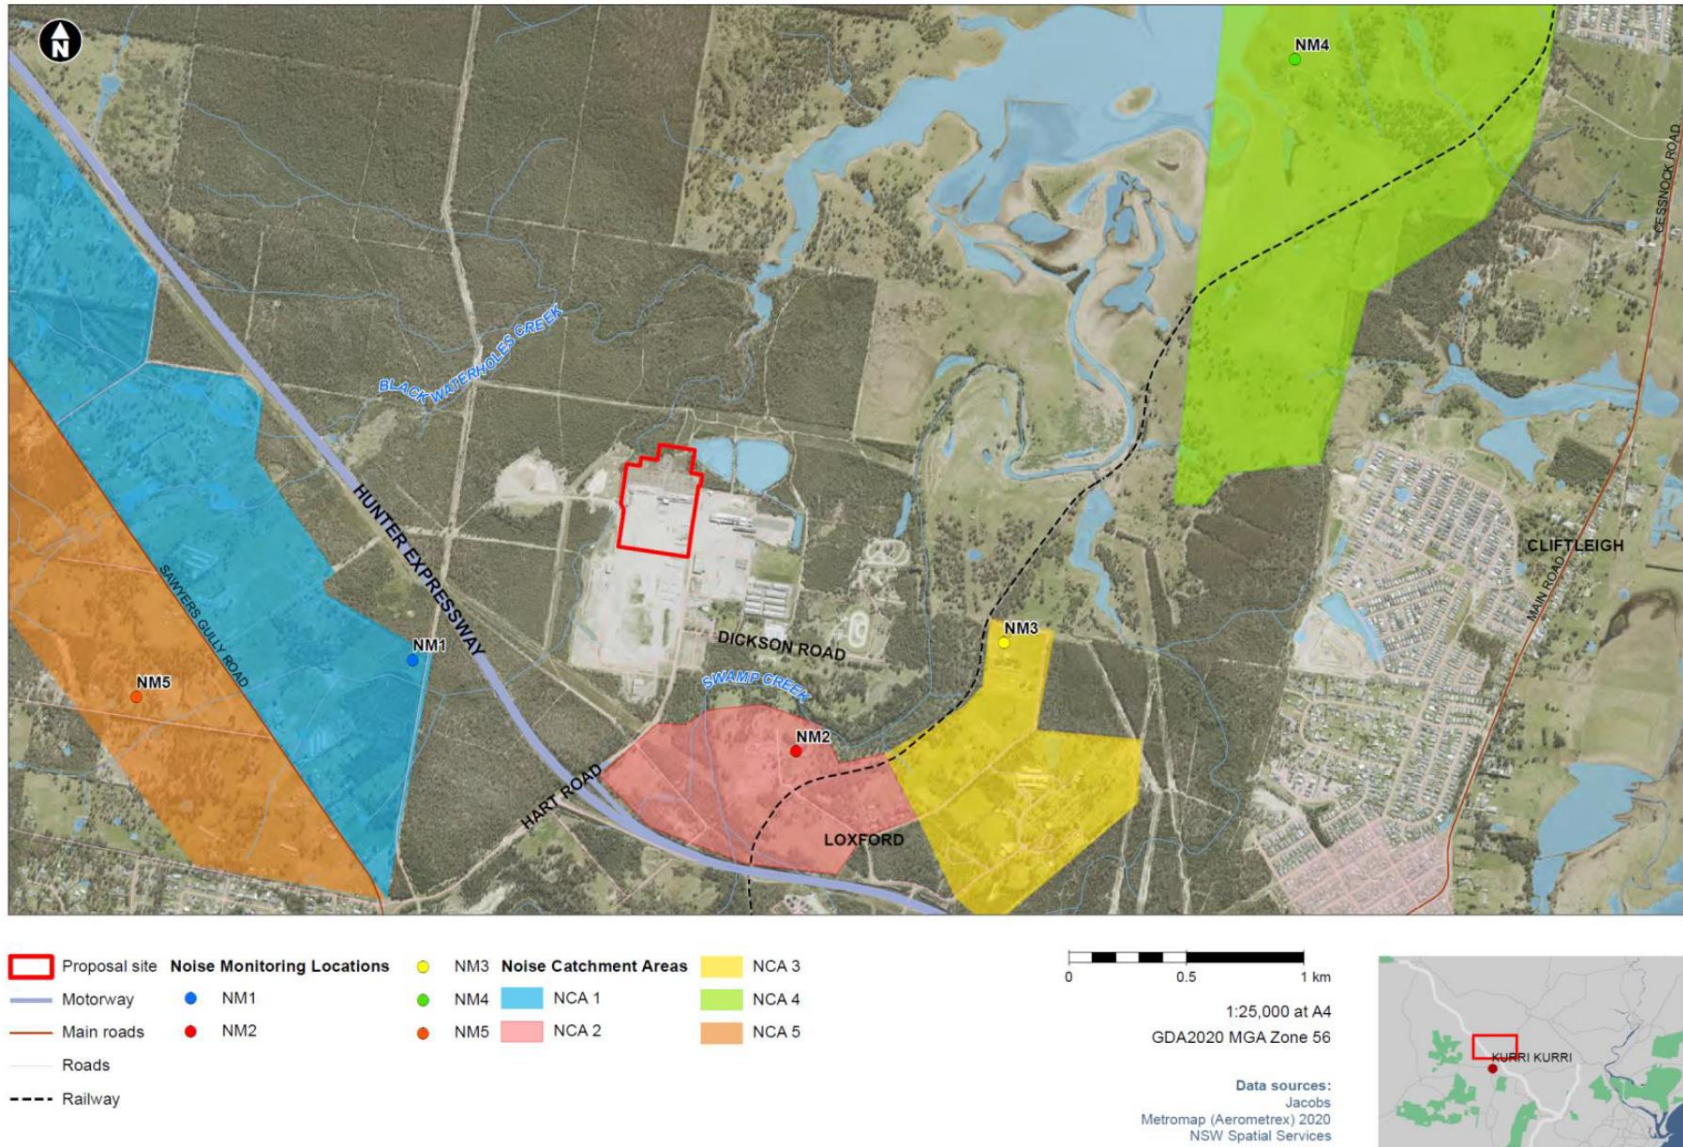 N
NM4
CESSNOCK ROAD
BLACK WATERHOLES CREEK
HUNTER EXPRESSWAY
CLIFTLEIGH
MAIN ROAD
SAWYERS GULLY ROAD
NM1
NM3
DICKSON ROAD
SWAMP CREEK
NM5
NM2
HART ROAD
LOXFORD
Proposal site
Motorway
Main roads
Roads
Railway
Noise Monitoring Locations
NM1
NM2
NM3
NM4
NM5
Noise Catchment Areas
NCA 1
NCA 2
NCA 3
NCA 4
NCA 5
0 0.5 1 km
1:25,000 at A4
GDA2020 MGA Zone 56
Data sources:
Jacobs
Metromap (Aerometrex) 2020
NSW Spatial Services
KURRI KURRI